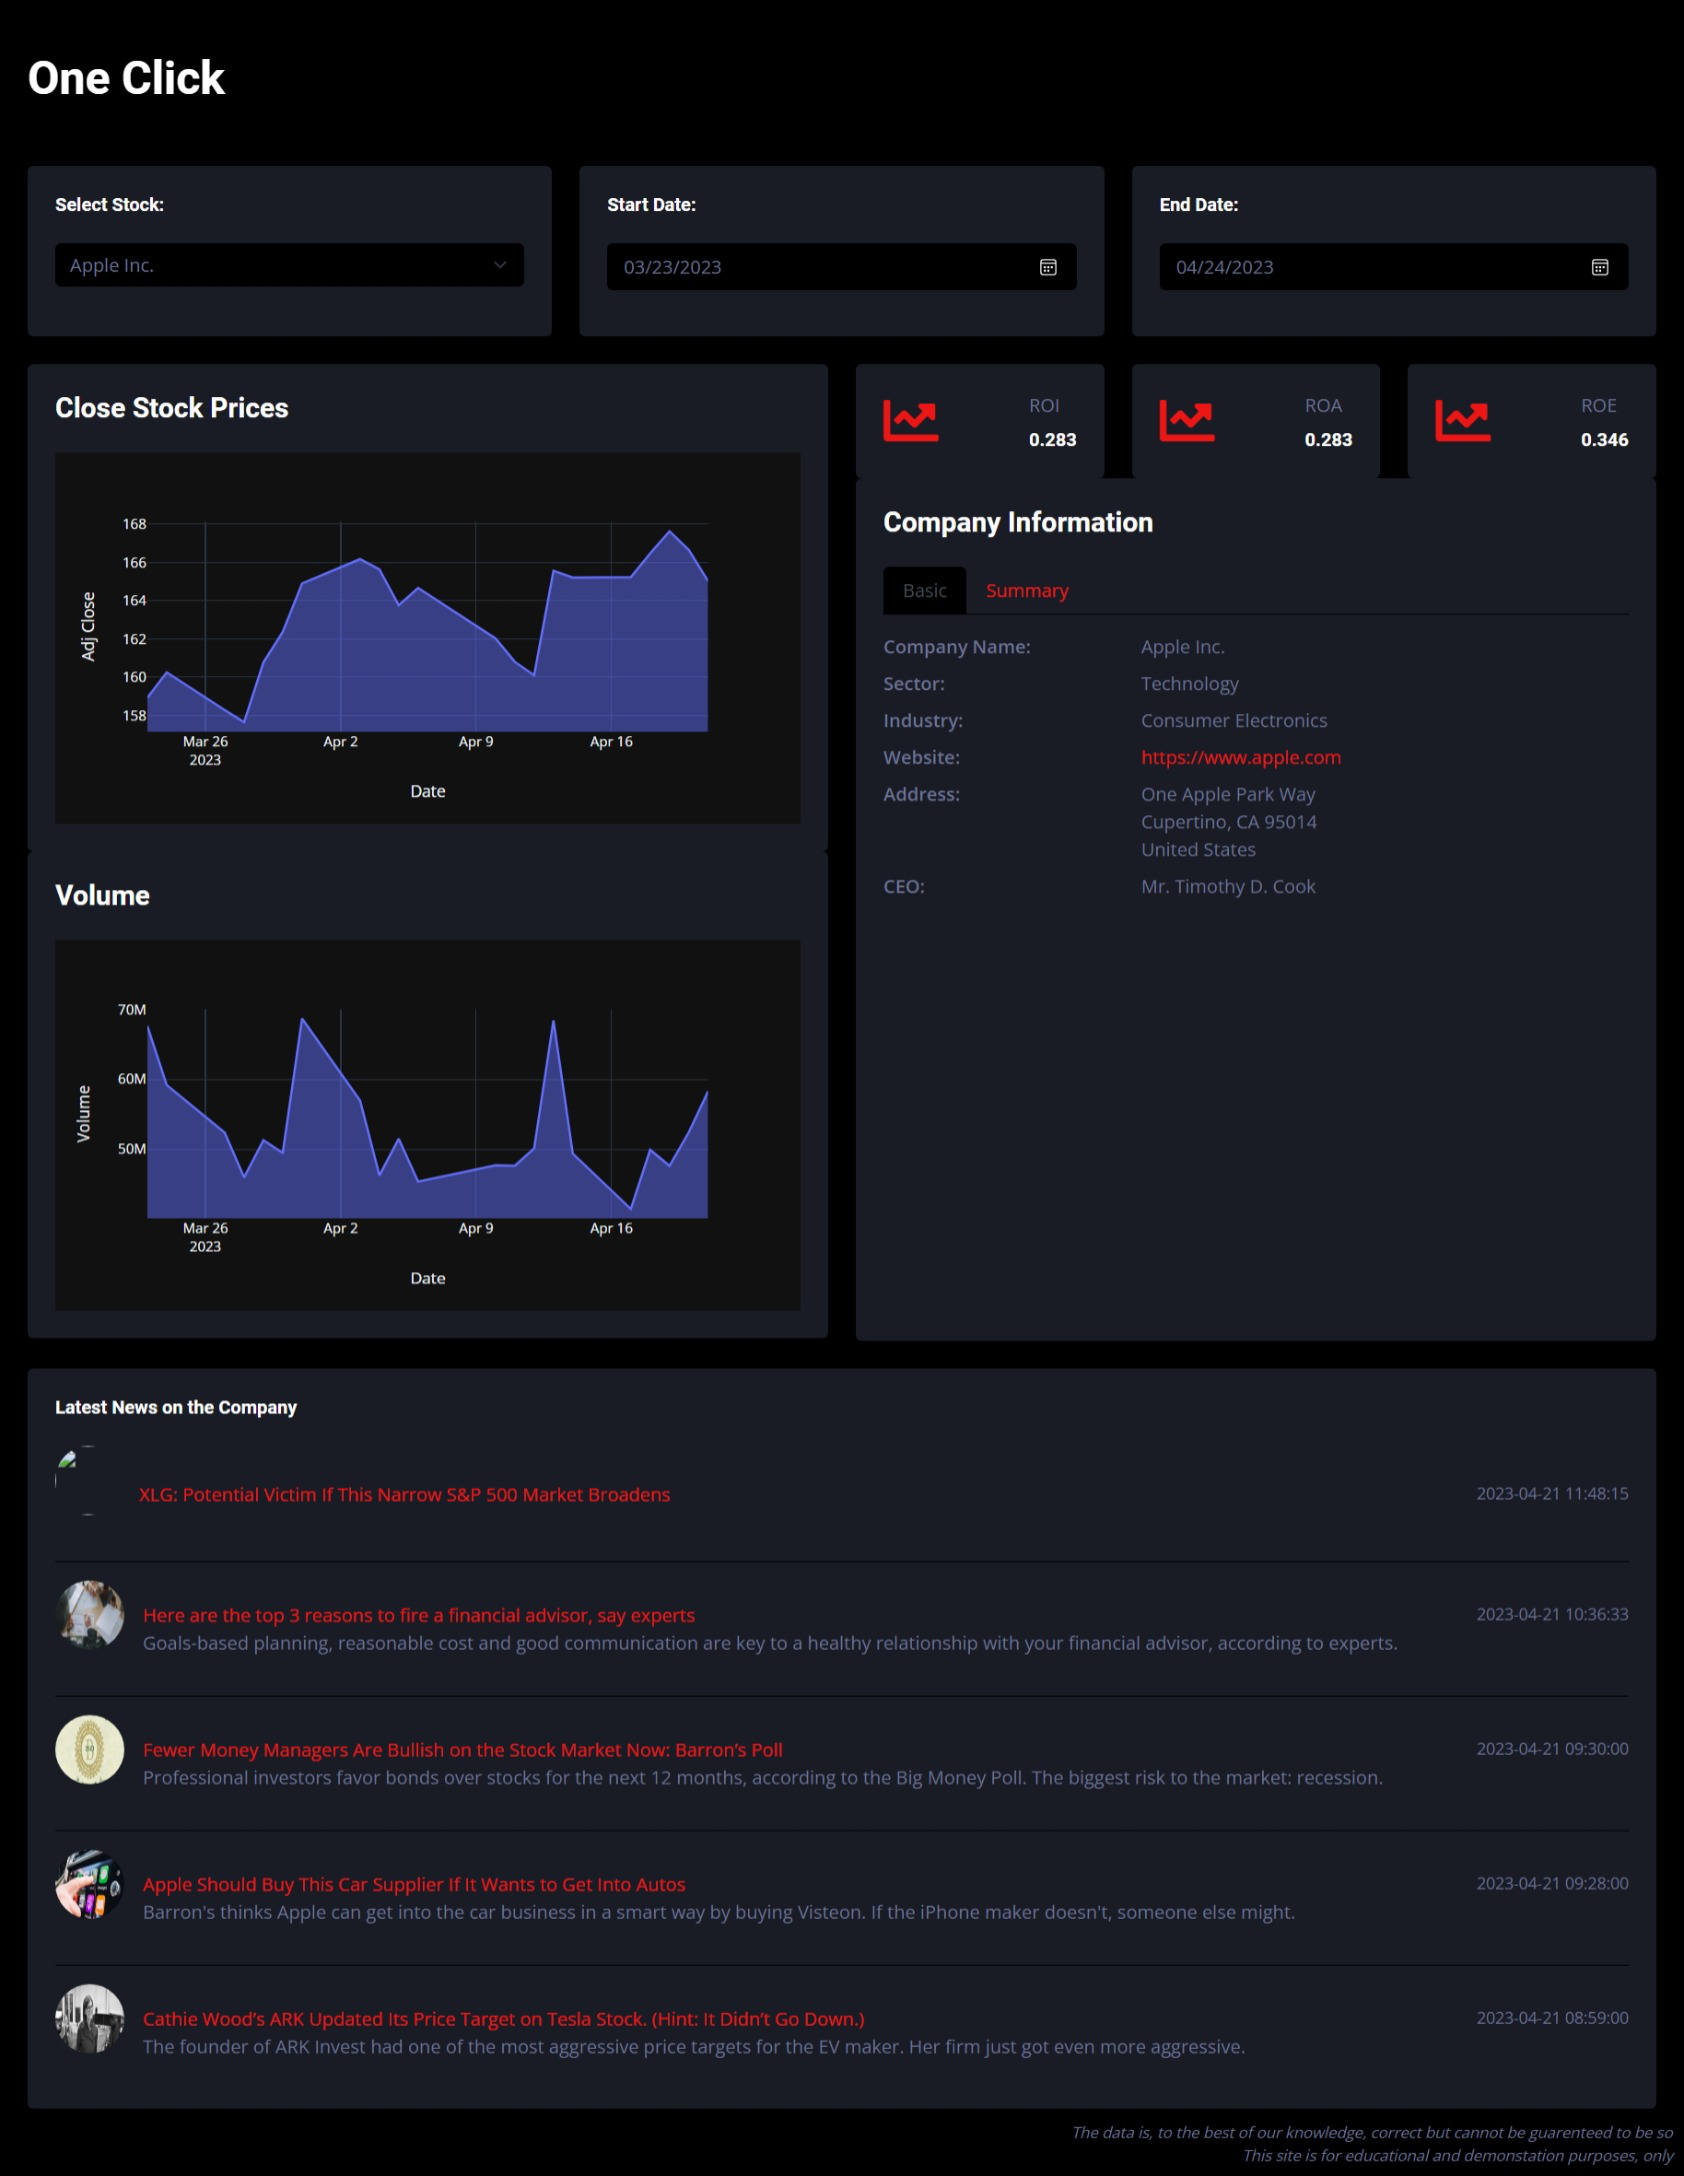 One Click
Select Stock:
Apple Inc.
Start Date:
03/23/2023
End Date:
04/24/2023
Close Stock Prices
168
166
164
162
160
158
Adj Close
Mar 26
2023
Apr 2
Apr 9
Apr 16
Date
ROI
0.283
ROA
0.283
ROE
0.346
Company Information
Basic
Summary
Company Name: Apple Inc.
Sector: Technology
Industry: Consumer Electronics
Website: https://www.apple.com
Address: One Apple Park Way
Cupertino, CA 95014
United States
CEO: Mr. Timothy D. Cook
Volume
70M
60M
50M
Volume
Mar 26
2023
Apr 2
Apr 9
Apr 16
Date
Latest News on the Company
XLG: Potential Victim If This Narrow S&P 500 Market Broadens 2023-04-21 11:48:15
Here are the top 3 reasons to fire a financial advisor, say experts 2023-04-21 10:36:33
Goals-based planning, reasonable cost and good communication are key to a healthy relationship with your financial advisor, according to experts.
Fewer Money Managers Are Bullish on the Stock Market Now: Barron’s Poll 2023-04-21 09:30:00
Professional investors favor bonds over stocks for the next 12 months, according to the Big Money Poll. The biggest risk to the market: recession.
Apple Should Buy This Car Supplier If It Wants to Get Into Autos 2023-04-21 09:28:00
Barron's thinks Apple can get into the car business in a smart way by buying Visteon. If the iPhone maker doesn't, someone else might.
Cathie Wood’s ARK Updated Its Price Target on Tesla Stock. (Hint: It Didn’t Go Down.) 2023-04-21 08:59:00
The founder of ARK Invest had one of the most aggressive price targets for the EV maker. Her firm just got even more aggressive.
The data is, to the best of our knowledge, correct but cannot be guarenteed to be so
This site is for educational and demonstation purposes, only